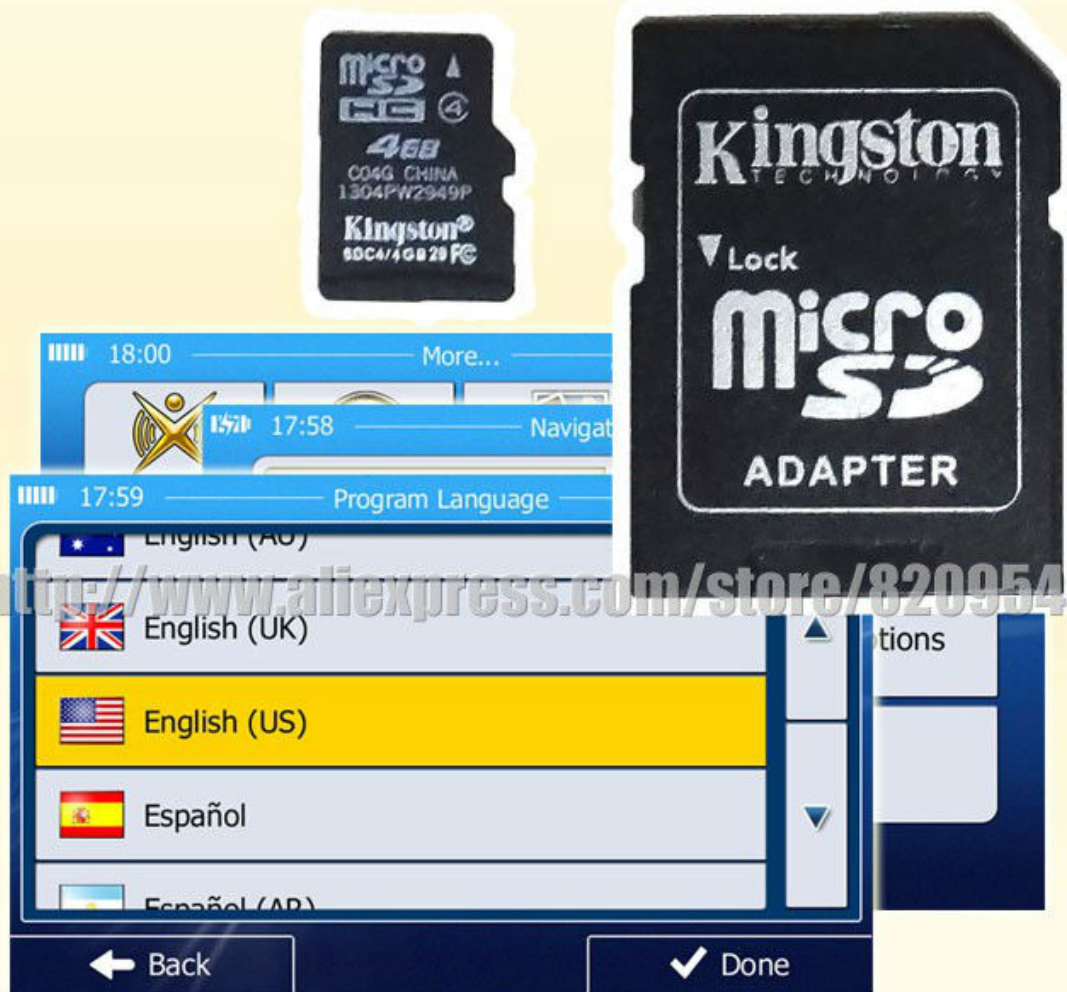 micro
SD
HC 4
4GB
C04G CHINA
1304PW2949P
Kingston®
SDC4/4GB 29 FC
Kingston
TECHNOLOGY
Lock
micro
SD
ADAPTER
18:00 More...
17:58 Navigat
17:59 Program Language
English (AU)
http://www.aliexpress.com/store/820954
English (UK)
English (US)
Español
Español (AR)
tions
Back
Done